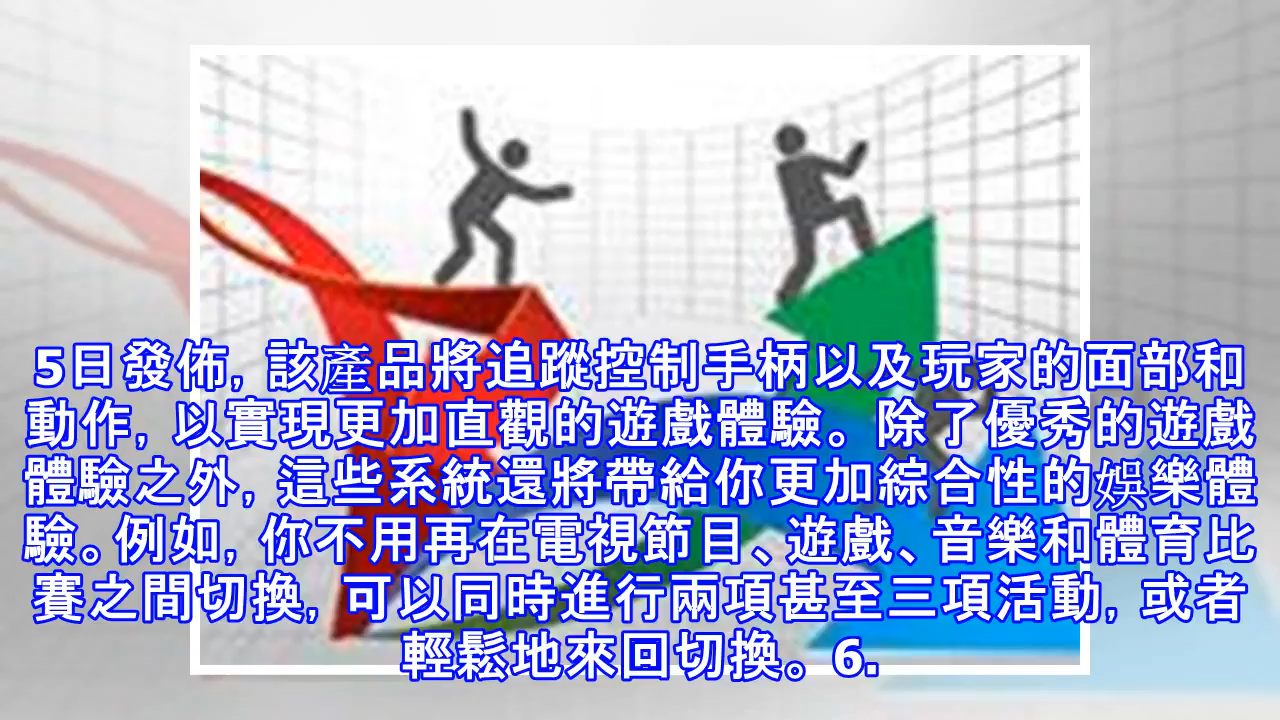 5日發佈, 該產品將追蹤控制手柄以及玩家的面部和
動作, 以實現更加直觀的遊戲體驗。除了優秀的遊戲
體驗之外, 這些系統還將帶給你更加綜合性的娛樂體
驗。例如, 你不用再在電視節目、遊戲、音樂和體育比
賽之間切換, 可以同時進行兩項甚至三項活動, 或者
輕鬆地來回切換。6.